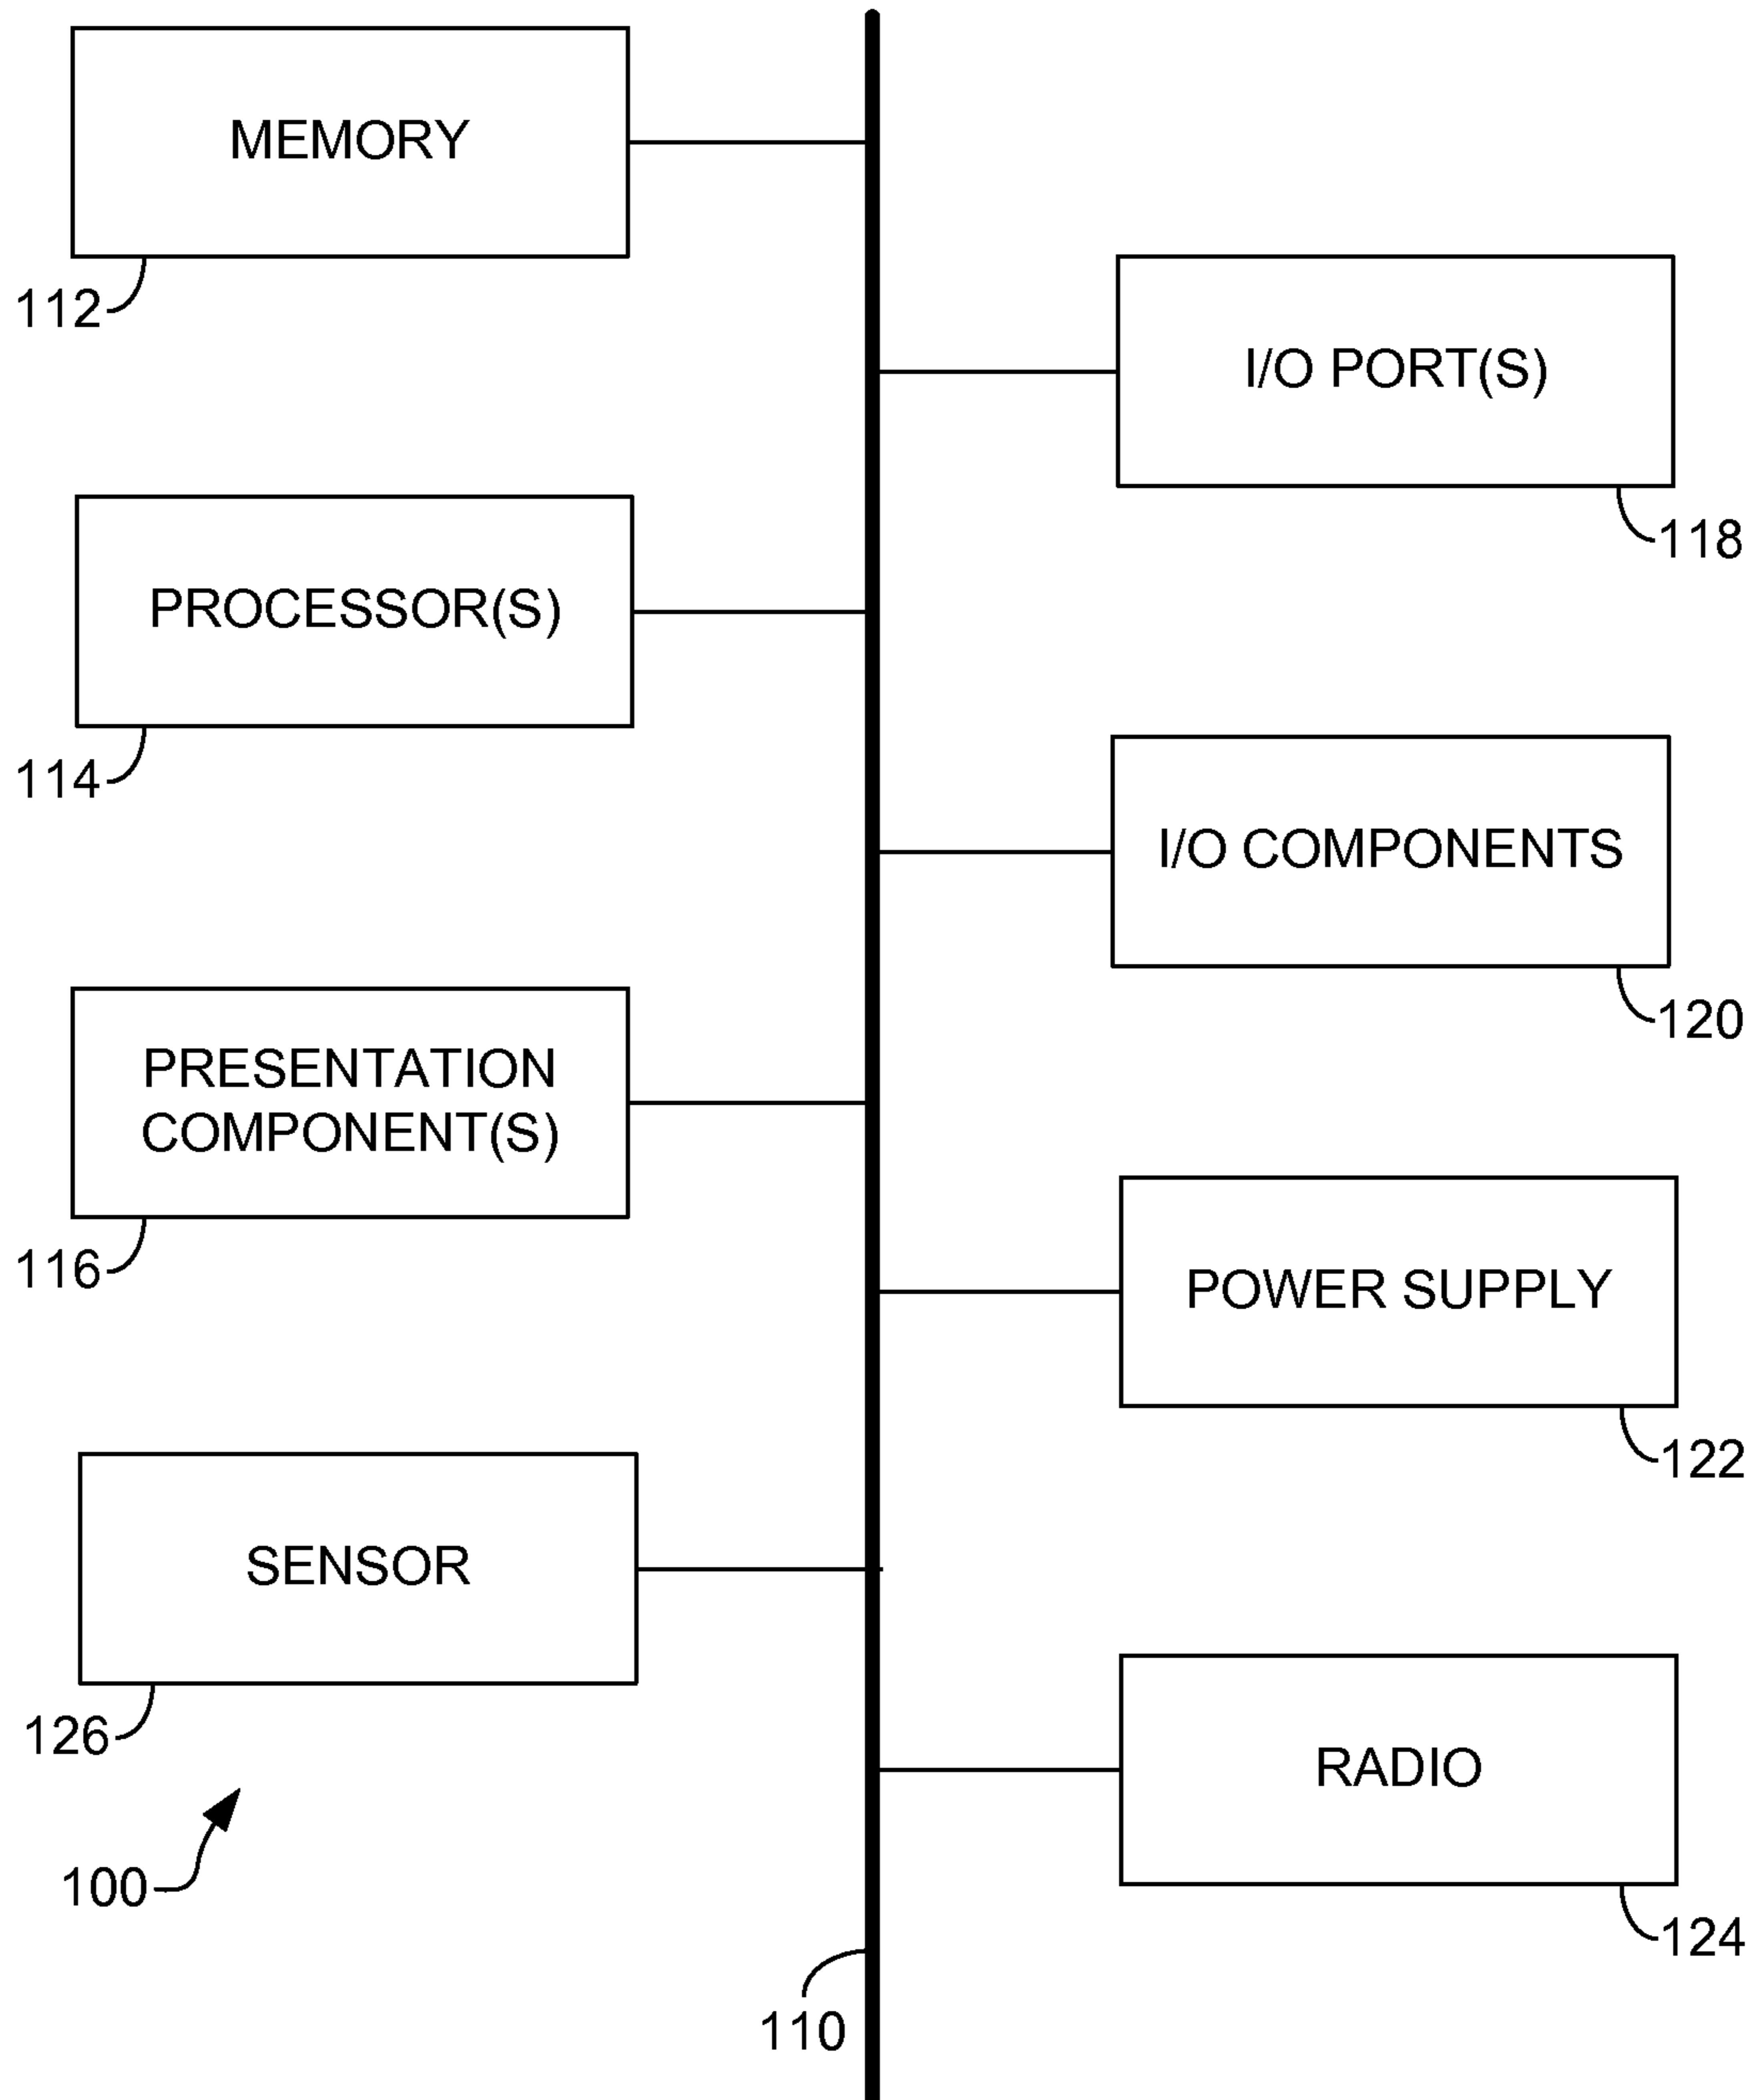 MEMORY
112
I/O PORT(S)
118
PROCESSOR(S)
114
I/O COMPONENTS
120
PRESENTATION
COMPONENT(S)
116
POWER SUPPLY
122
SENSOR
126
RADIO
124
100
110